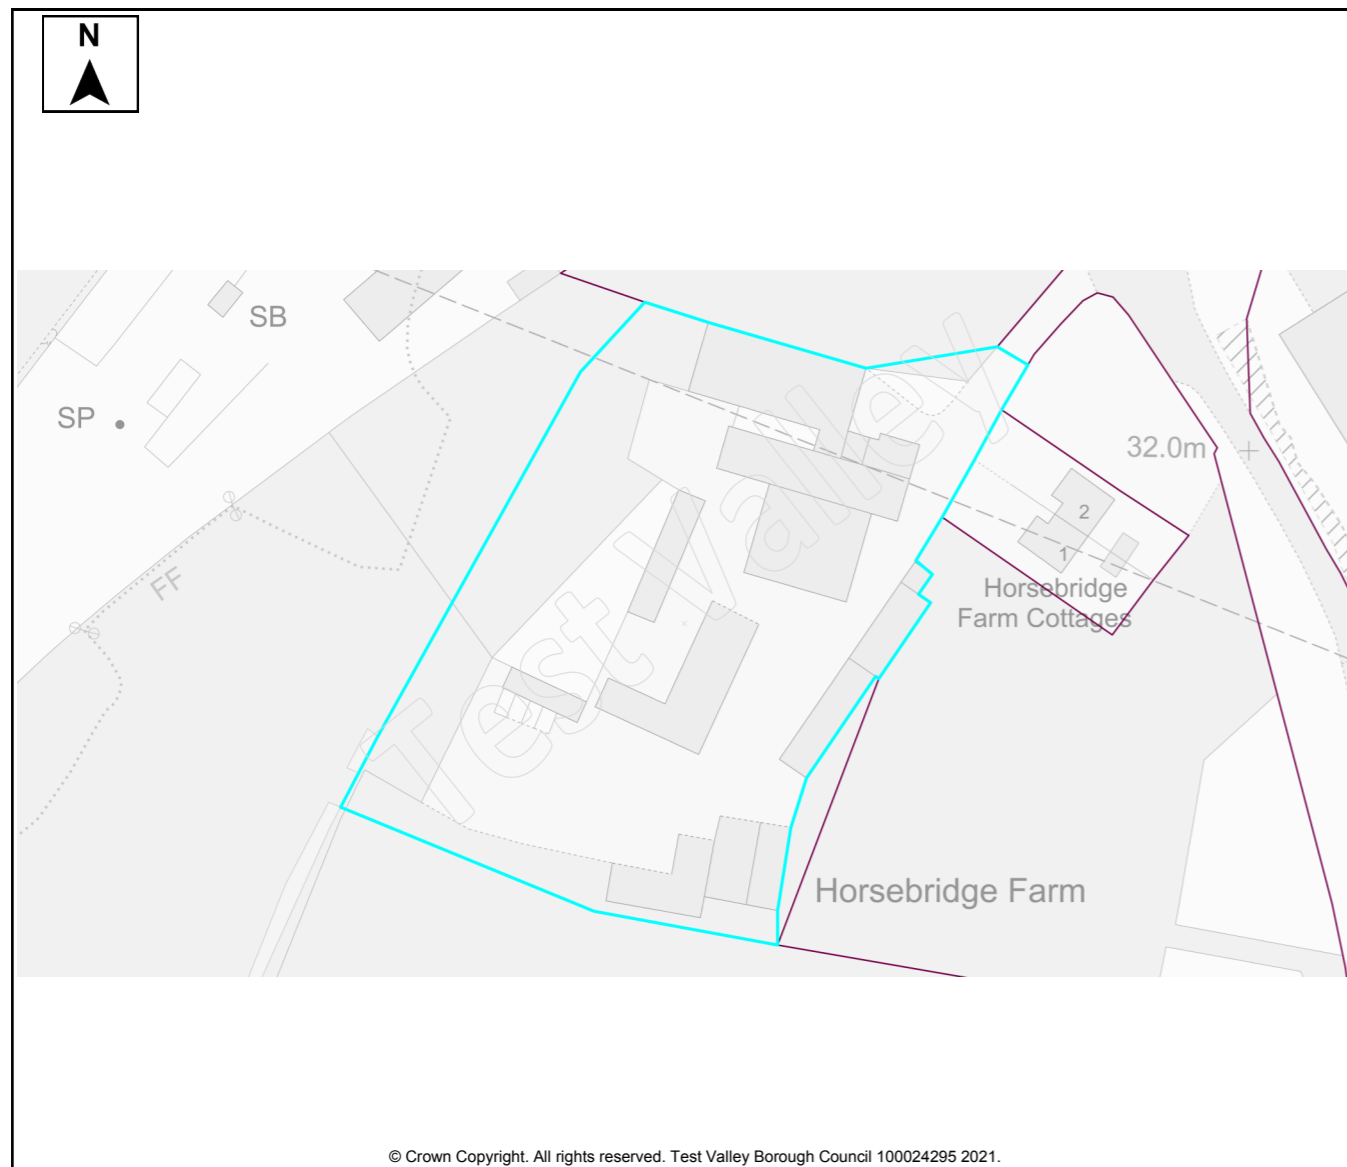 N
SB
SP
32.0m
2
1
FF
Horsebridge
Farm Cottages
Test Valley
Horsebridge Farm
© Crown Copyright. All rights reserved. Test Valley Borough Council 100024295 2021.